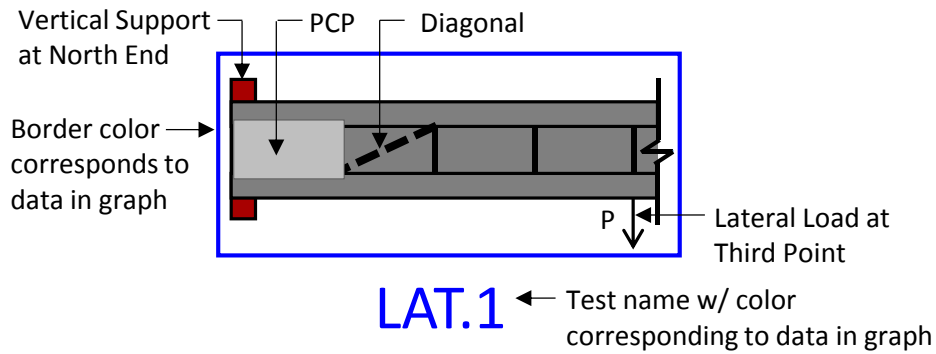 Vertical Support
at North End
PCP
Diagonal
Border color
corresponds to
data in graph
P
Lateral Load at
Third Point
LAT.1
Test name w/ color
corresponding to data in graph